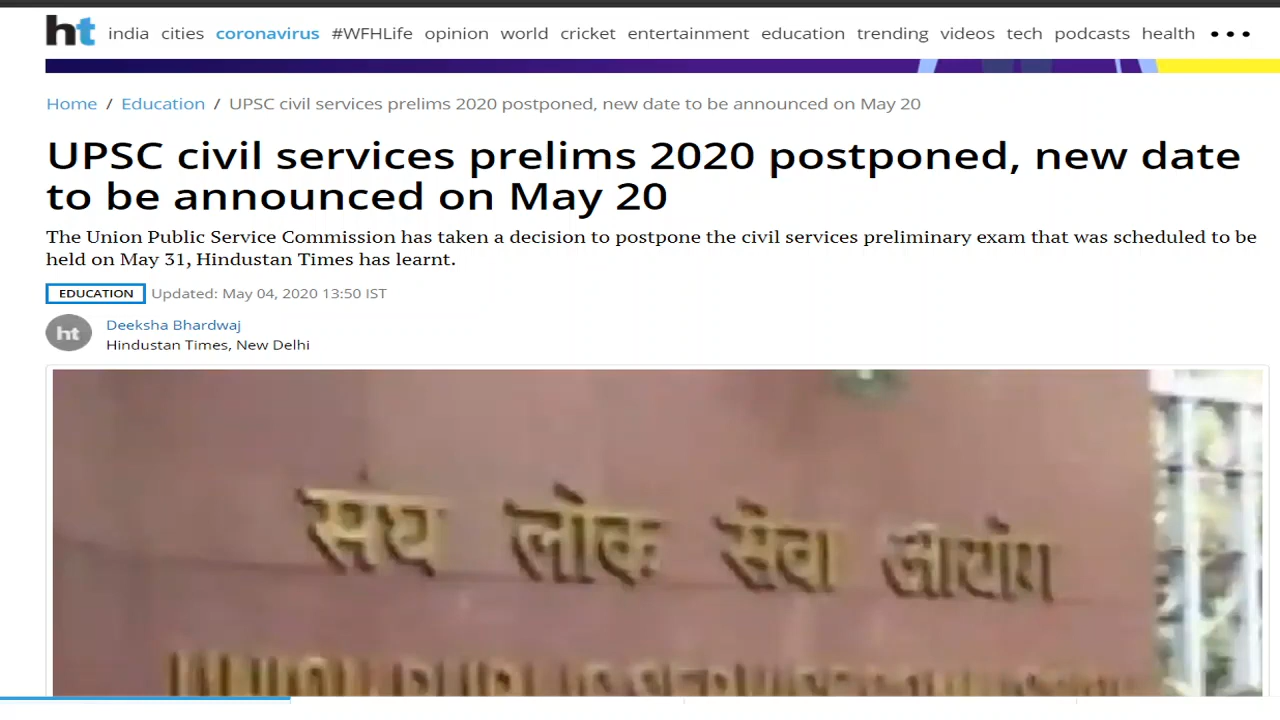 ht india cities coronavirus #WFHLife opinion world cricket entertainment education trending videos tech podcasts health •••
Home / Education / UPSC civil services prelims 2020 postponed, new date to be announced on May 20
UPSC civil services prelims 2020 postponed, new date
to be announced on May 20
The Union Public Service Commission has taken a decision to postpone the civil services preliminary exam that was scheduled to be
held on May 31, Hindustan Times has learnt.
EDUCATION Updated: May 04, 2020 13:50 IST
ht Deeksha Bhardwaj
Hindustan Times, New Delhi
संघ लोक सेवा आयोग